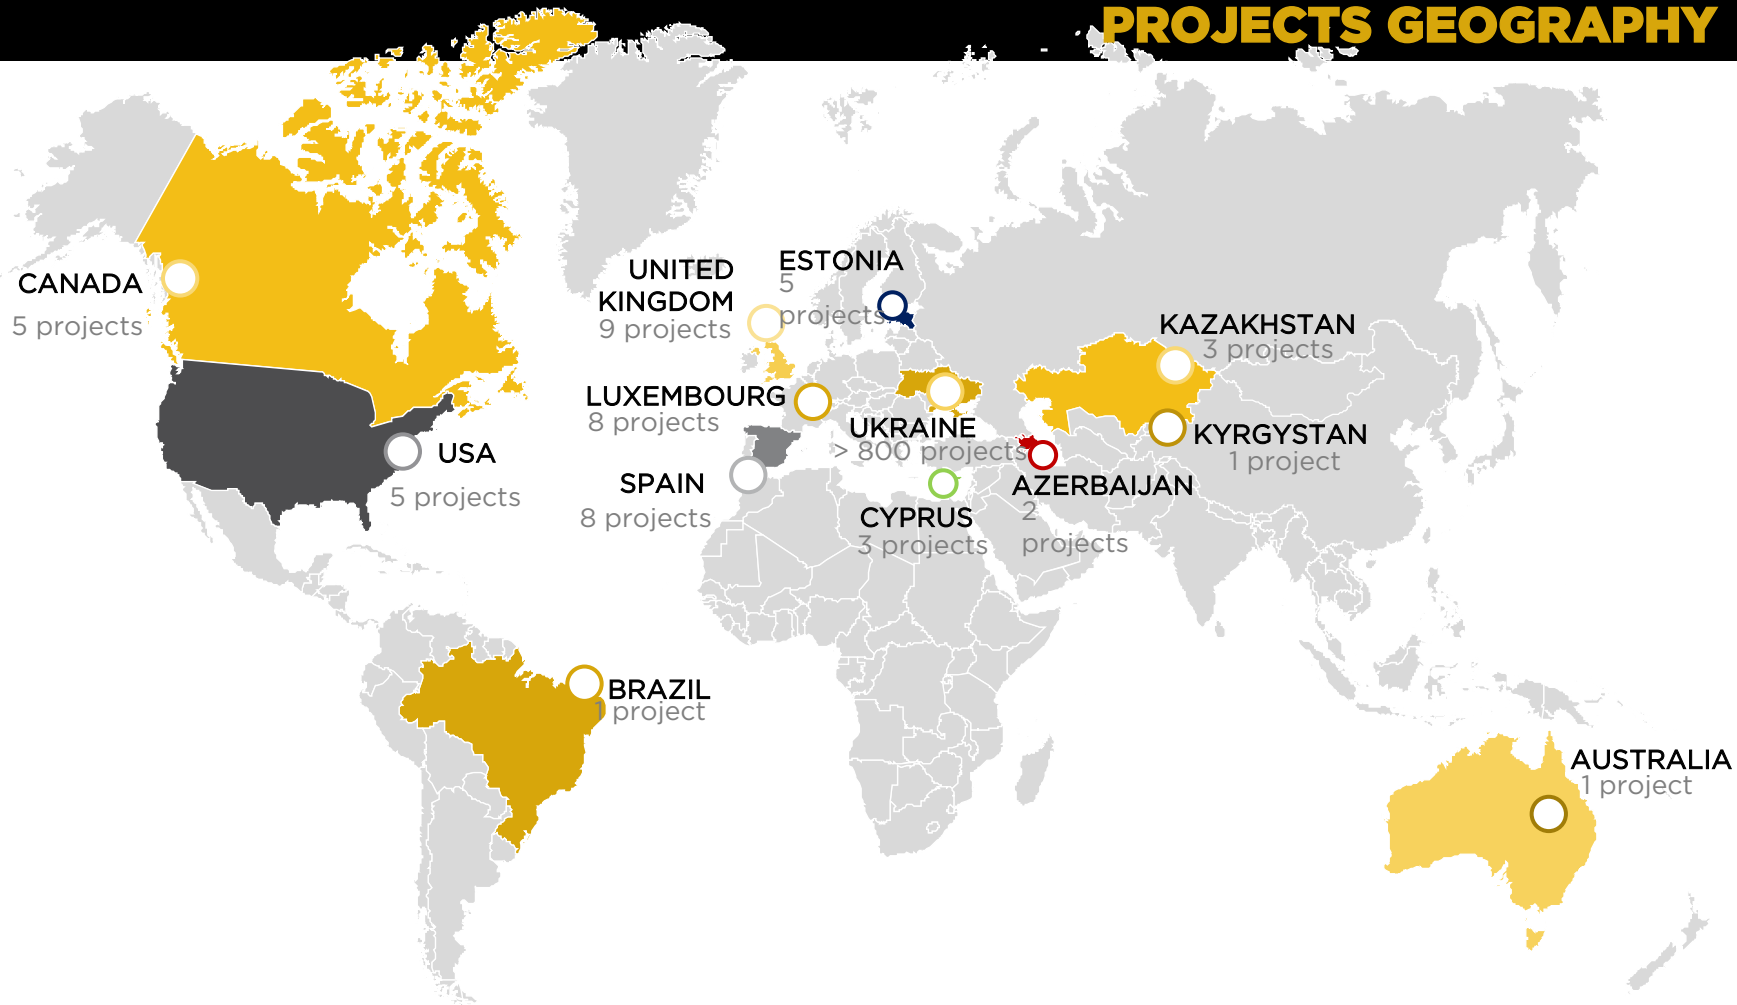 PROJECTS GEOGRAPHY
CANADA
5 projects
UNITED
KINGDOM
9 projects
ESTONIA
5
projects
KAZAKHSTAN
3 projects
LUXEMBOURG
8 projects
UKRAINE
> 800 projects
KYRGYSTAN
1 project
USA
5 projects
SPAIN
8 projects
CYPRUS
3 projects
AZERBAIJAN
2
projects
BRAZIL
1 project
AUSTRALIA
1 project